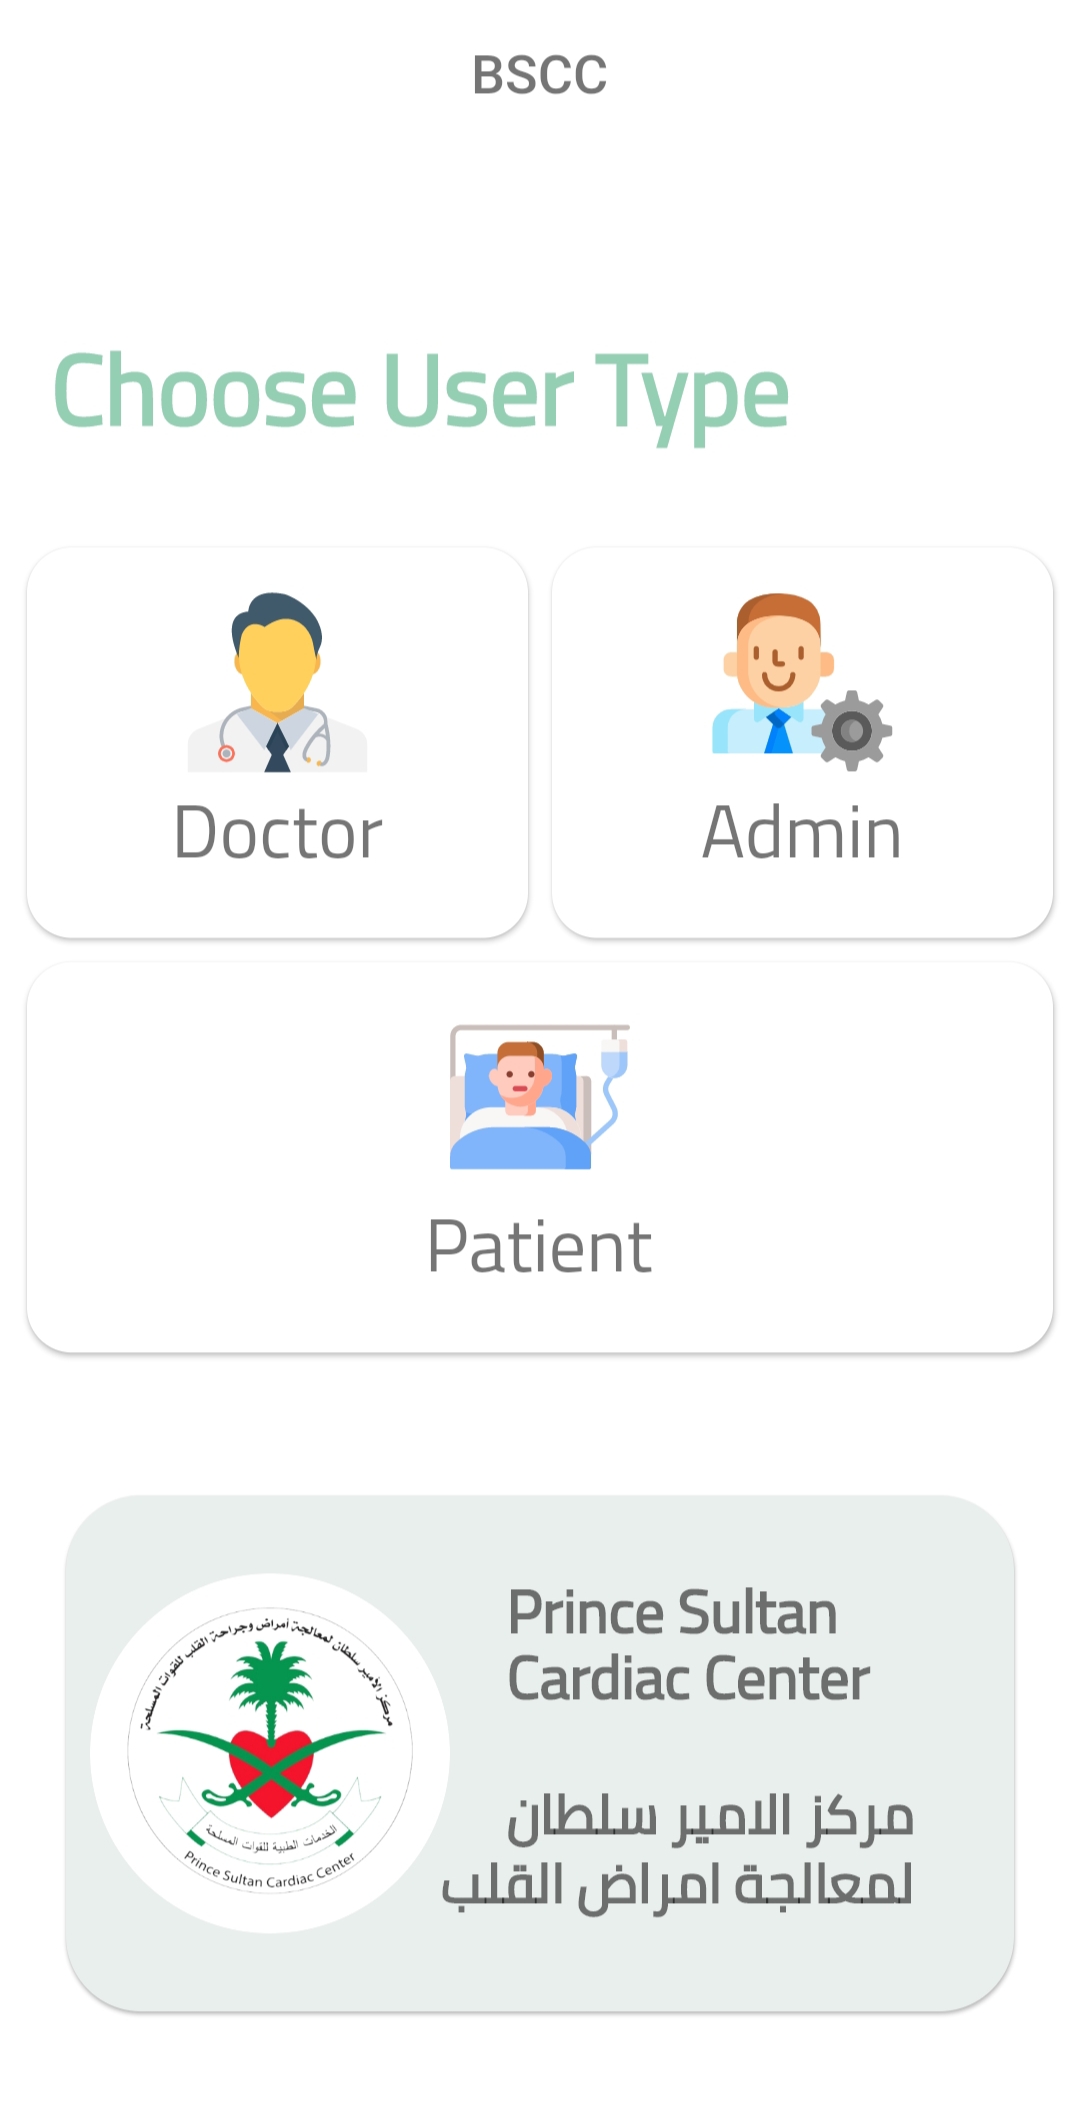 BSCC
Choose User Type
Doctor
Admin
Patient
Prince Sultan
Cardiac Center
مركز الامير سلطان
لمعالجة امراض القلب
مركز الأمير سلطان لمعالجة أمراض وجراحة القلب للقوات المسلحة
الخدمات الطبية للقوات المسلحة
Prince Sultan Cardiac Center